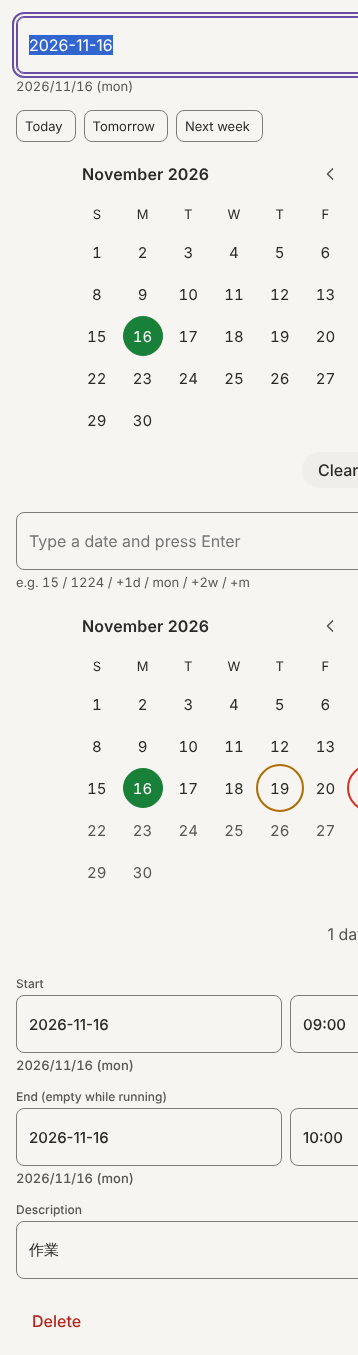 2026-11-16
2026/11/16 (mon)
Today Tomorrow Next week
November 2026
S M T W T F
1 2 3 4 5 6
8 9 10 11 12 13
15 16 17 18 19 20
22 23 24 25 26 27
29 30
Clear
Type a date and press Enter
e.g. 15 / 1224 / +1d / mon / +2w / +m
November 2026
S M T W T F
1 2 3 4 5 6
8 9 10 11 12 13
15 16 17 18 19 20
22 23 24 25 26 27
29 30
1 da
Start
2026-11-16 09:00
2026/11/16 (mon)
End (empty while running)
2026-11-16 10:00
2026/11/16 (mon)
Description
作業
Delete